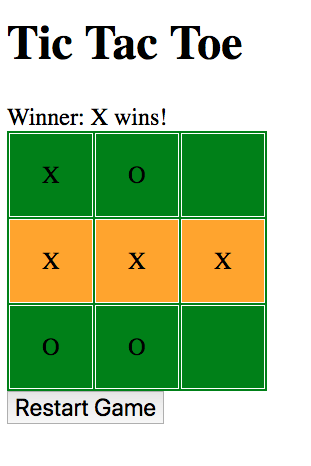 Tic Tac Toe
Winner: X wins!
X O
X X X
O O
Restart Game